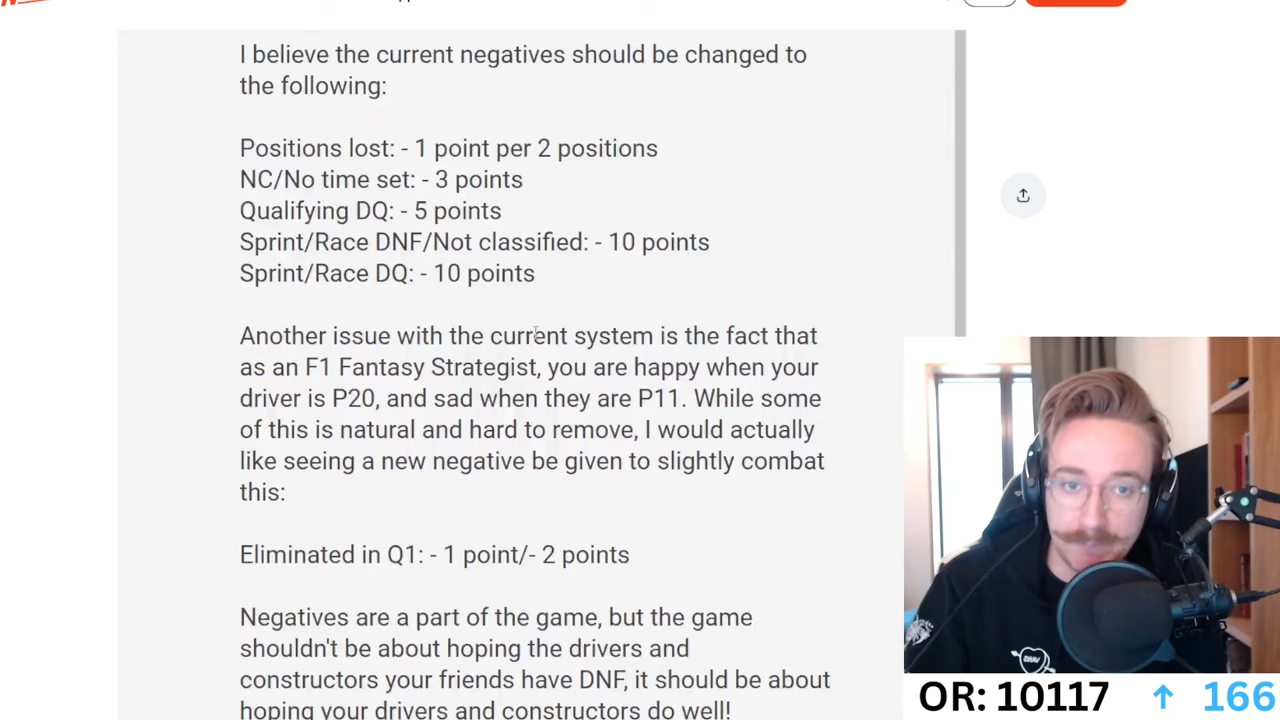 I believe the current negatives should be changed to
the following:
Positions lost: - 1 point per 2 positions
NC/No time set: - 3 points
Qualifying DQ: - 5 points
Sprint/Race DNF/Not classified: - 10 points
Sprint/Race DQ: - 10 points
Another issue with the current system is the fact that
as an F1 Fantasy Strategist, you are happy when your
driver is P20, and sad when they are P11. While some
of this is natural and hard to remove, I would actually
like seeing a new negative be given to slightly combat
this:
Eliminated in Q1: - 1 point/- 2 points
Negatives are a part of the game, but the game
shouldn't be about hoping the drivers and
constructors your friends have DNF, it should be about
hoping your drivers and constructors do well!
OR: 10117 ↑ 166